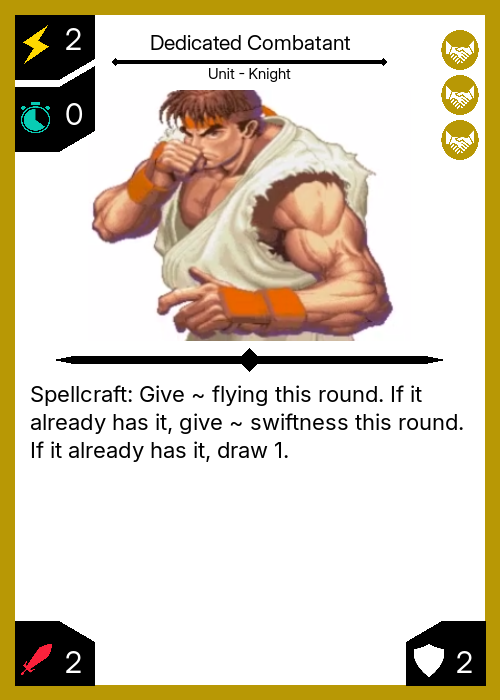 2
Dedicated Combatant
Unit - Knight
0
Spellcraft: Give ~ flying this round. If it
already has it, give ~ swiftness this round.
If it already has it, draw 1.
2
2